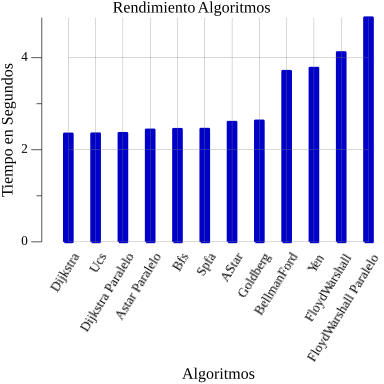 Rendimiento Algoritmos
Tiempo en Segundos
4
2
0
Dijkstra
Ucs
Dijkstra Paralelo
Astar Paralelo
Bfs
Spfa
AStar
Goldberg
BellmanFord
Yen
FloydWarshall
FloydWarshall Paralelo
Algoritmos